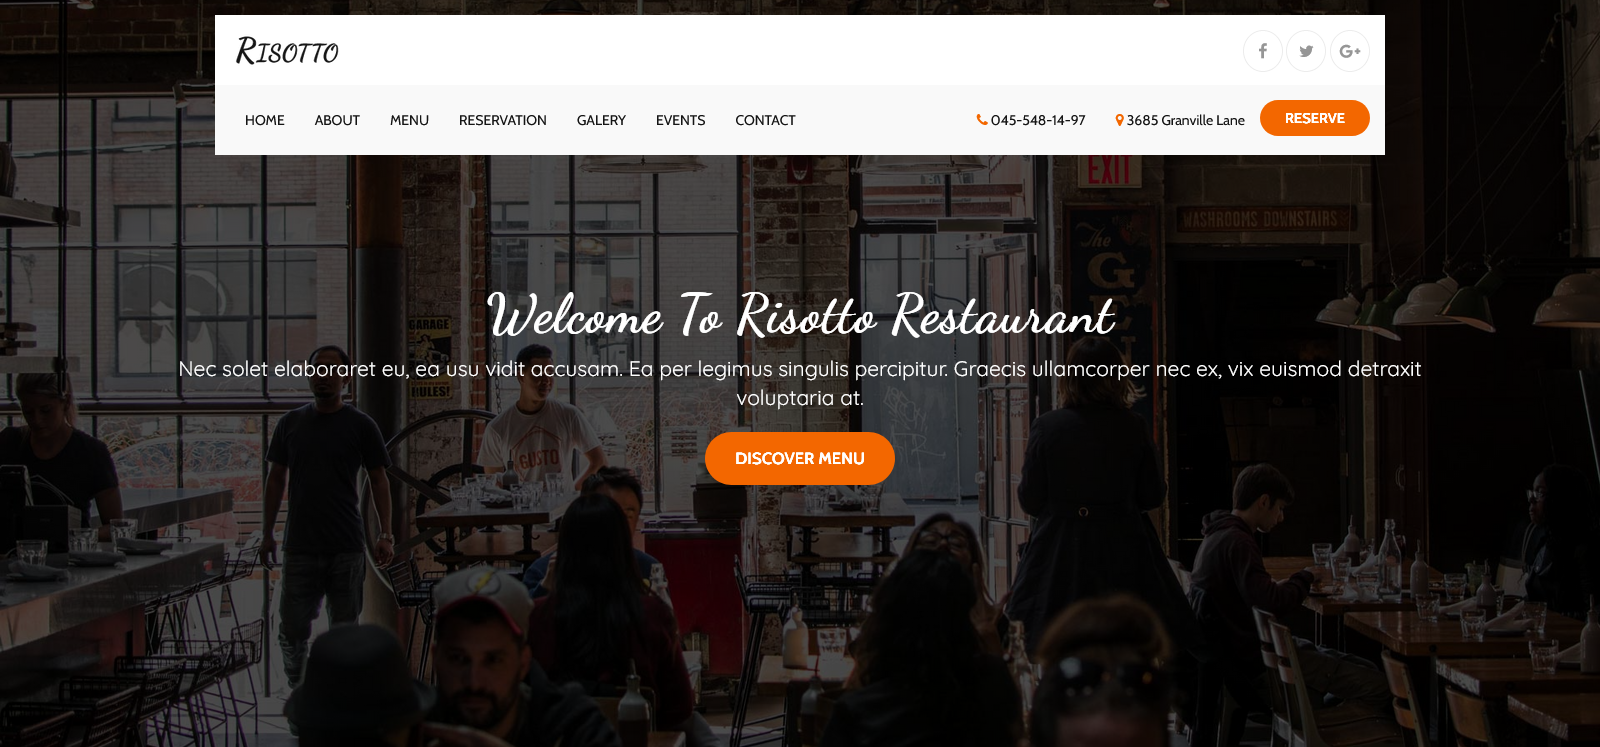 RISOTTO
HOME ABOUT MENU RESERVATION GALERY EVENTS CONTACT 045-548-14-97 3685 Granville Lane RESERVE
EXIT
WASHROOMS DOWNSTAIRS
The
G
Welcome To Risotto Restaurant
GARAGE
Nec solet elaboraret eu, ea usu vidit accusam. Ea per legimus singulis percipitur. Graecis ullamcorper nec ex, vix euismod detraxit
RULES!
voluptaria at.
GUSTO
DISCOVER MENU